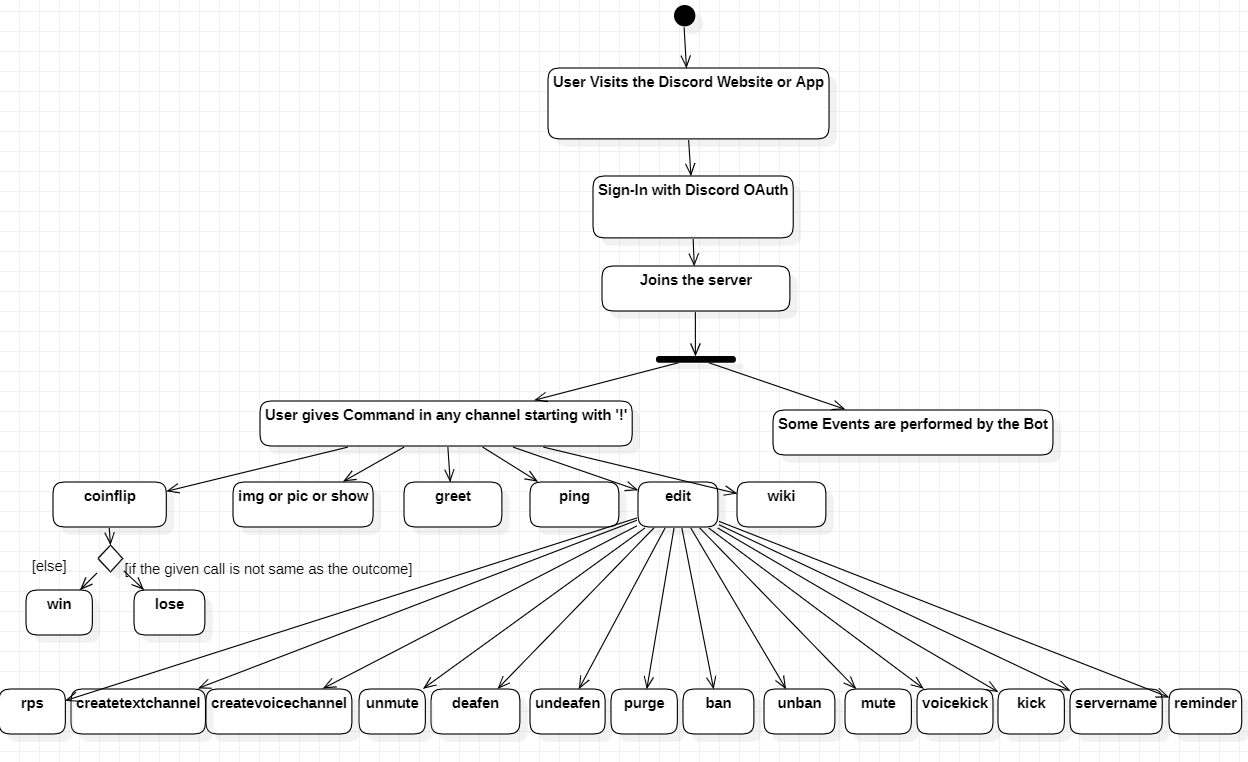 User Visits the Discord Website or App
Sign-In with Discord OAuth
Joins the server
User gives Command in any channel starting with '!'
Some Events are performed by the Bot
coinflip
img or pic or show
greet
ping
edit
wiki
[else]
[if the given call is not same as the outcome]
win
lose
rps
createtextchannel
createvoicechannel
unmute
deafen
undeafen
purge
ban
unban
mute
voicekick
kick
servername
reminder